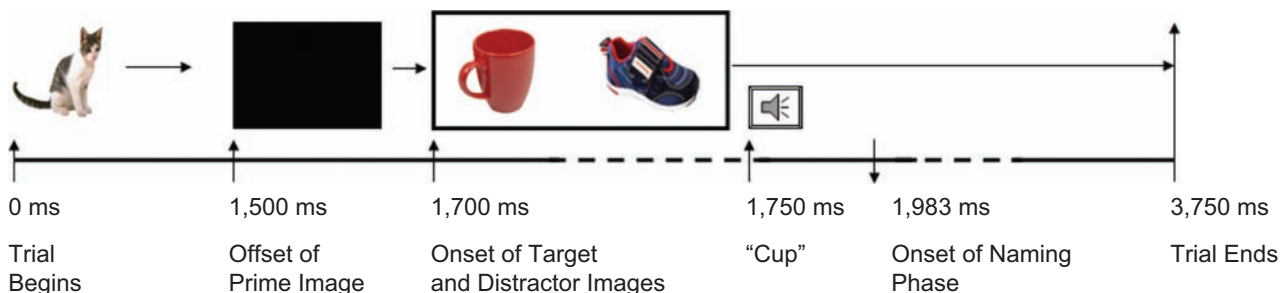 0 ms 1,500 ms 1,700 ms 1,750 ms 1,983 ms 3,750 ms
Trial Offset of Onset of Target “Cup” Onset of Naming Trial Ends
Begins Prime Image and Distractor Images Phase